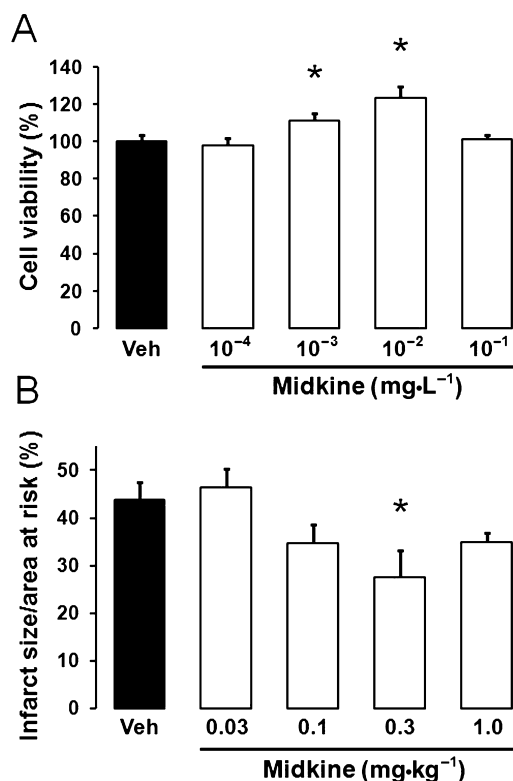 A
Cell viability (%)
140
120
100
80
60
40
20
0
*
*
Veh 10⁻⁴ 10⁻³ 10⁻² 10⁻¹
Midkine (mg·L⁻¹)
B
Infarct size/area at risk (%)
50
40
30
20
10
0
*
Veh 0.03 0.1 0.3 1.0
Midkine (mg·kg⁻¹)